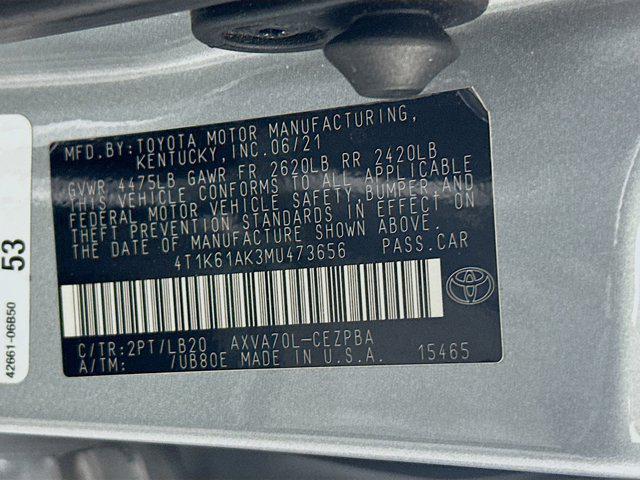 MFD.BY:TOYOTA MOTOR MANUFACTURING,
KENTUCKY, INC. 06/21
GVWR 4475LB GAWR FR 2620LB RR 2420LB
THIS VEHICLE CONFORMS TO ALL APPLICABLE
FEDERAL MOTOR VEHICLE SAFETY,BUMPER,AND
THEFT PREVENTION STANDARDS IN EFFECT ON
THE DATE OF MANUFACTURE SHOWN ABOVE.
4T1K61AK3MU473656 PASS.CAR
C/TR:2PT/LB20 AXVA70L-CEZPBA
A/TM: /UB80E MADE IN U.S.A. 15465
53
42661-06B50